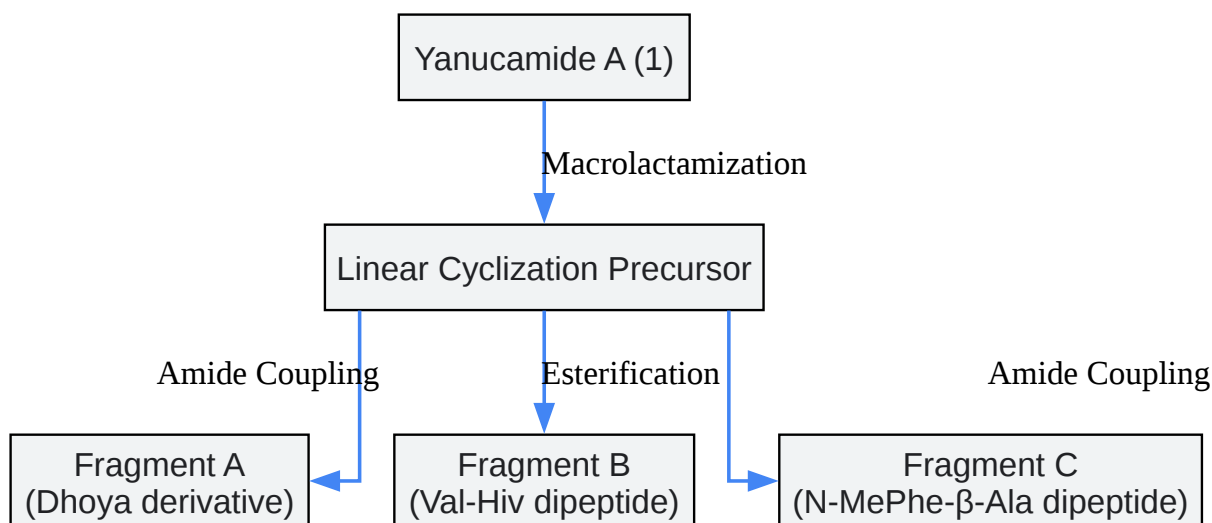 Yanucamide A (1)
Macrolactamization
Linear Cyclization Precursor
Amide Coupling
Esterification
Amide Coupling
Fragment A
(Dhoya derivative)
Fragment B
(Val-Hiv dipeptide)
Fragment C
(N-MePhe-β-Ala dipeptide)